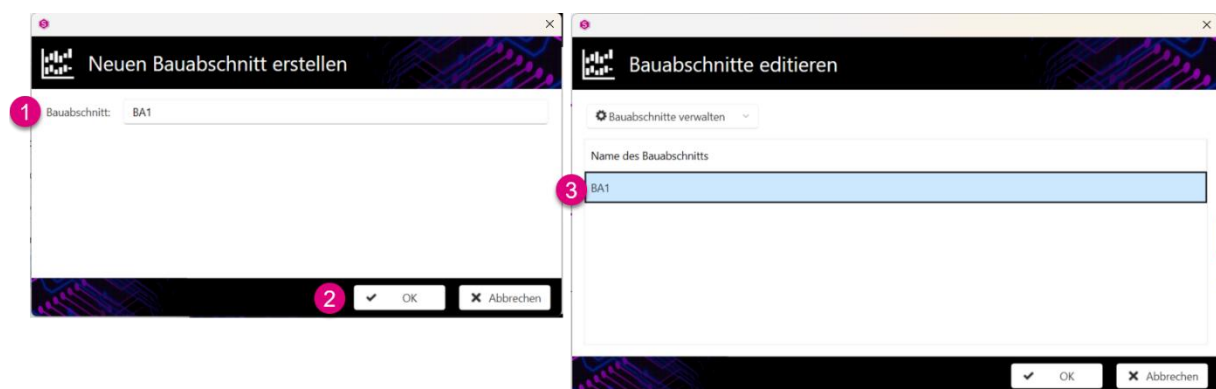 S
Neuen Bauabschnitt erstellen
1 Bauabschnitt: BA1
2 OK Abbrechen
S
Bauabschnitte editieren
Bauabschnitte verwalten
Name des Bauabschnitts
3 BA1
OK Abbrechen